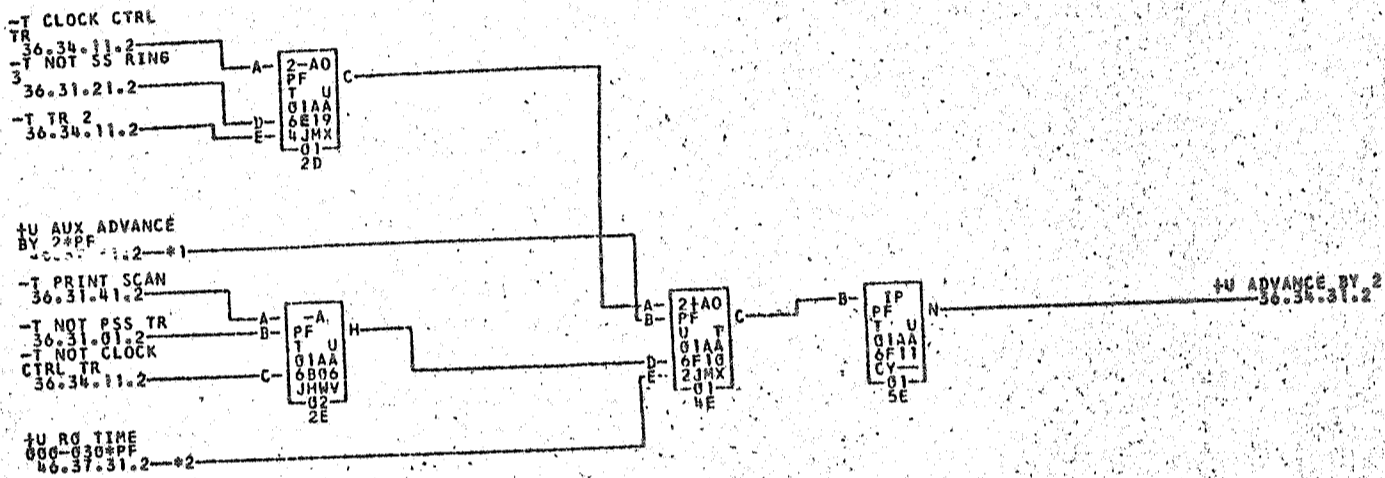 -T CLOCK CTRL
TR
36.34.11.2
-T NOT SS RING
3
36.31.21.2
-T TR 2
36.34.11.2
A
D
E
2-AO
PF
T U
01AA
6E19
4JMX
01
2D
C
+U AUX ADVANCE
BY 2*PF
1.2 *1
-T PRINT SCAN
36.31.41.2
-T NOT PSS TR
36.31.01.2
-T NOT CLOCK
CTRL TR
36.34.11.2
A
B
C
-A
PF
T U
01AA
6B06
JHWV
02
2E
H
+U RO TIME
000-030*PF
46.37.31.2 *2
A
B
D
E
2+AO
PF
U T
01AA
6F10
2JMX
04
E
C
B
IP
PF
T U
01AA
6F11
CY
01
5E
N
+U ADVANCE BY 2
36.34.31.2